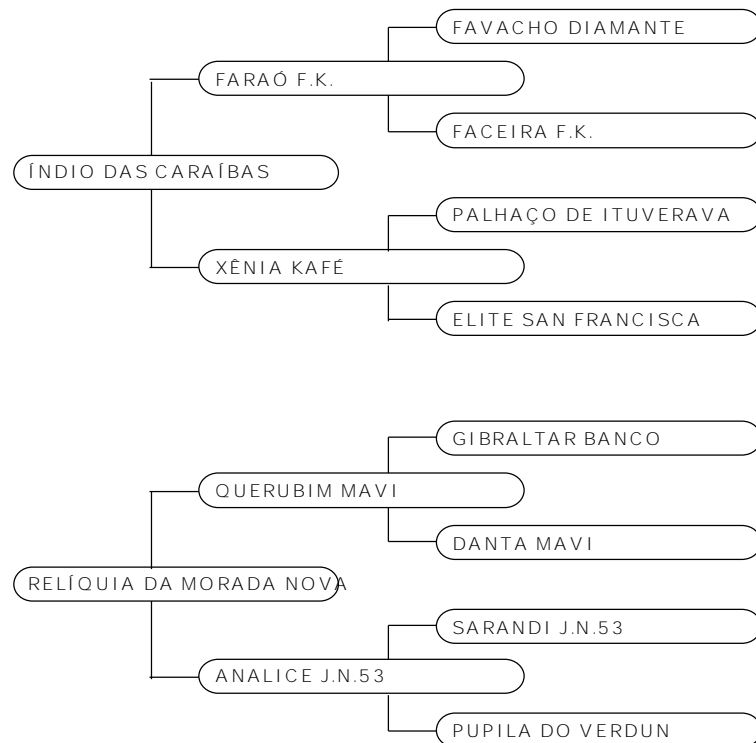 FAVACHO DIAMANTE
FARAÓ F.K.
FACEIRA F.K.
ÍNDIO DAS CARAÍBAS
PALHAÇO DE ITUVERAVA
XÊNIA KAFÉ
ELITE SAN FRANCISCA
GIBRALTAR BANCO
QUERUBIM MAVI
DANTA MAVI
RELÍQUIA DA MORADA NOVA
SARANDI J.N.53
ANALICE J.N.53
PUPILA DO VERDUN